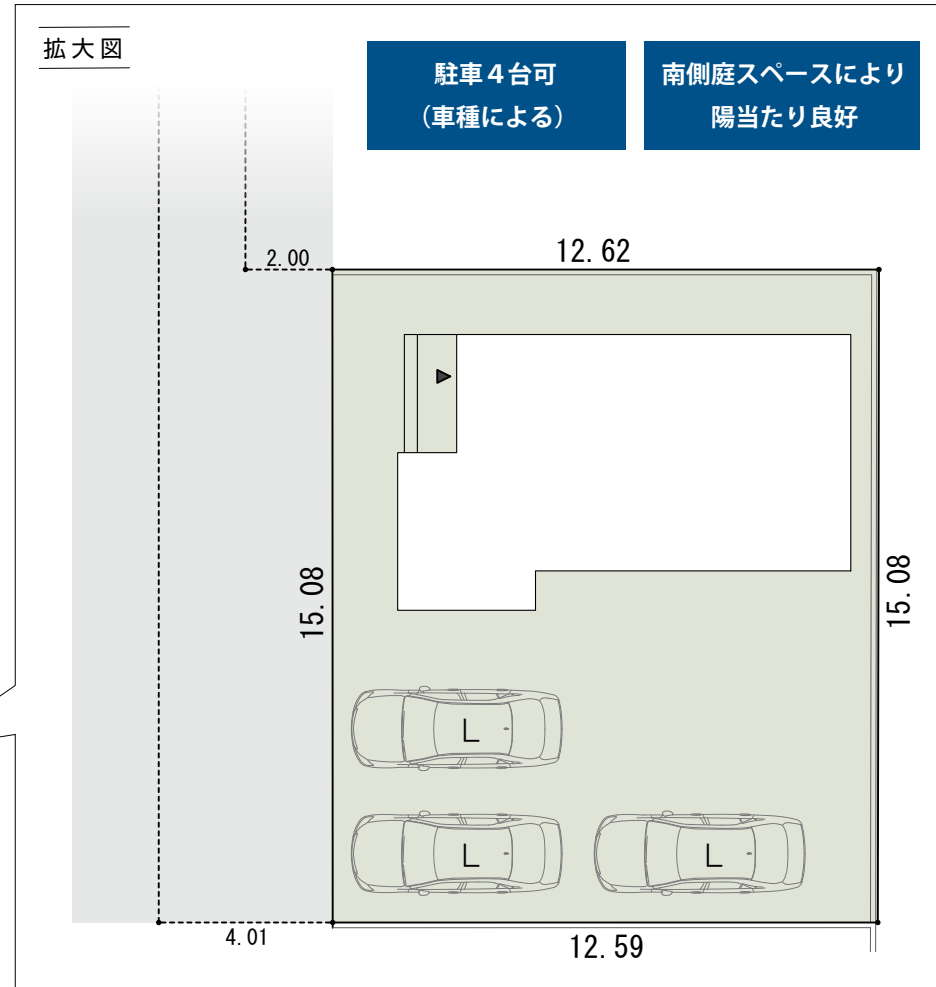 拡大図
駐車４台可
（車種による）
南側庭スペースにより
陽当たり良好
2.00
12.62
15.08
15.08
L
L
L
4.01
12.59